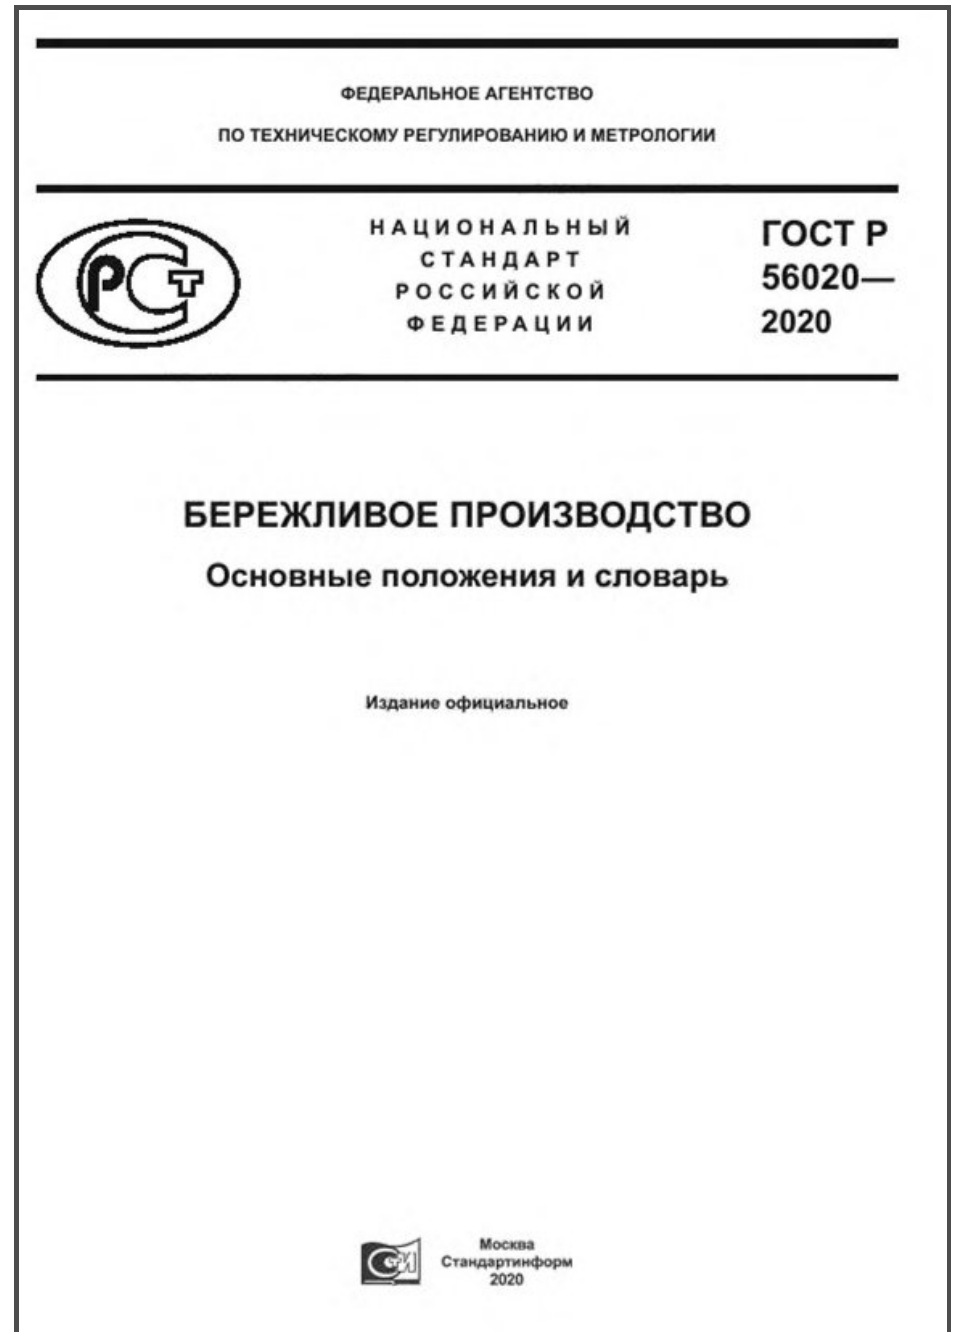 ФЕДЕРАЛЬНОЕ АГЕНТСТВО
ПО ТЕХНИЧЕСКОМУ РЕГУЛИРОВАНИЮ И МЕТРОЛОГИИ
НАЦИОНАЛЬНЫЙ
СТАНДАРТ
РОССИЙСКОЙ
ФЕДЕРАЦИИ
ГОСТ Р
56020—
2020
РСТ
БЕРЕЖЛИВОЕ ПРОИЗВОДСТВО
Основные положения и словарь
Издание официальное
Москва
Стандартинформ
2020